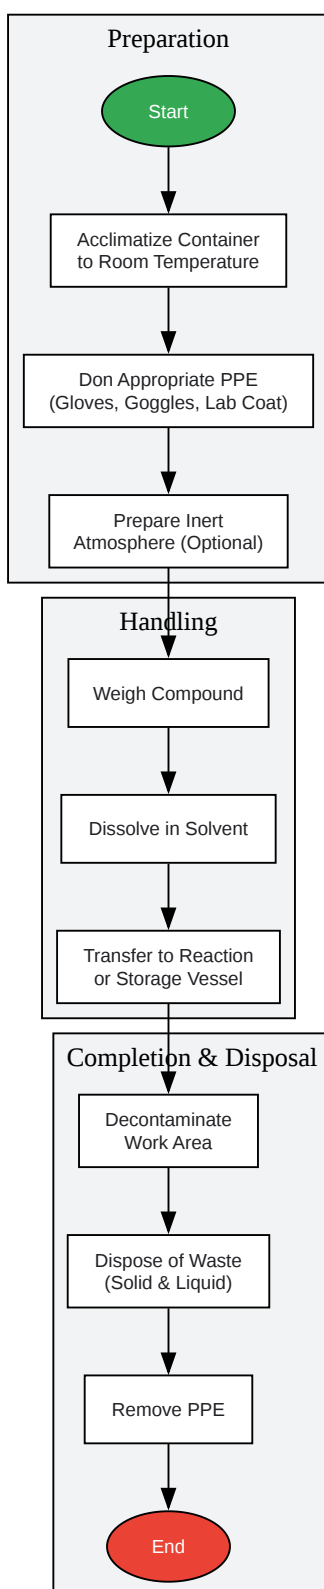 Preparation
Start
Acclimatize Container
to Room Temperature
Don Appropriate PPE
(Gloves, Goggles, Lab Coat)
Prepare Inert
Atmosphere (Optional)
Handling
Weigh Compound
Dissolve in Solvent
Transfer to Reaction
or Storage Vessel
Completion & Disposal
Decontaminate
Work Area
Dispose of Waste
(Solid & Liquid)
Remove PPE
End